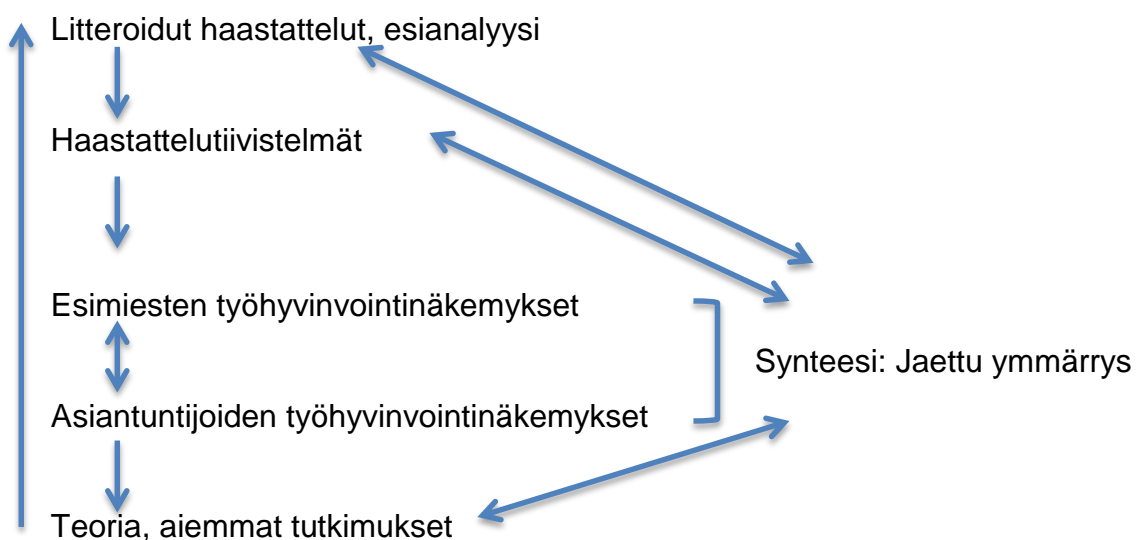 Litteroidut haastattelut, esianalyysi
Haastattelutiivistelmät
Esimiesten työhyvinvointinäkemykset
Synteesi: Jaettu ymmärrys
Asiantuntijoiden työhyvinvointinäkemykset
Teoria, aiemmat tutkimukset